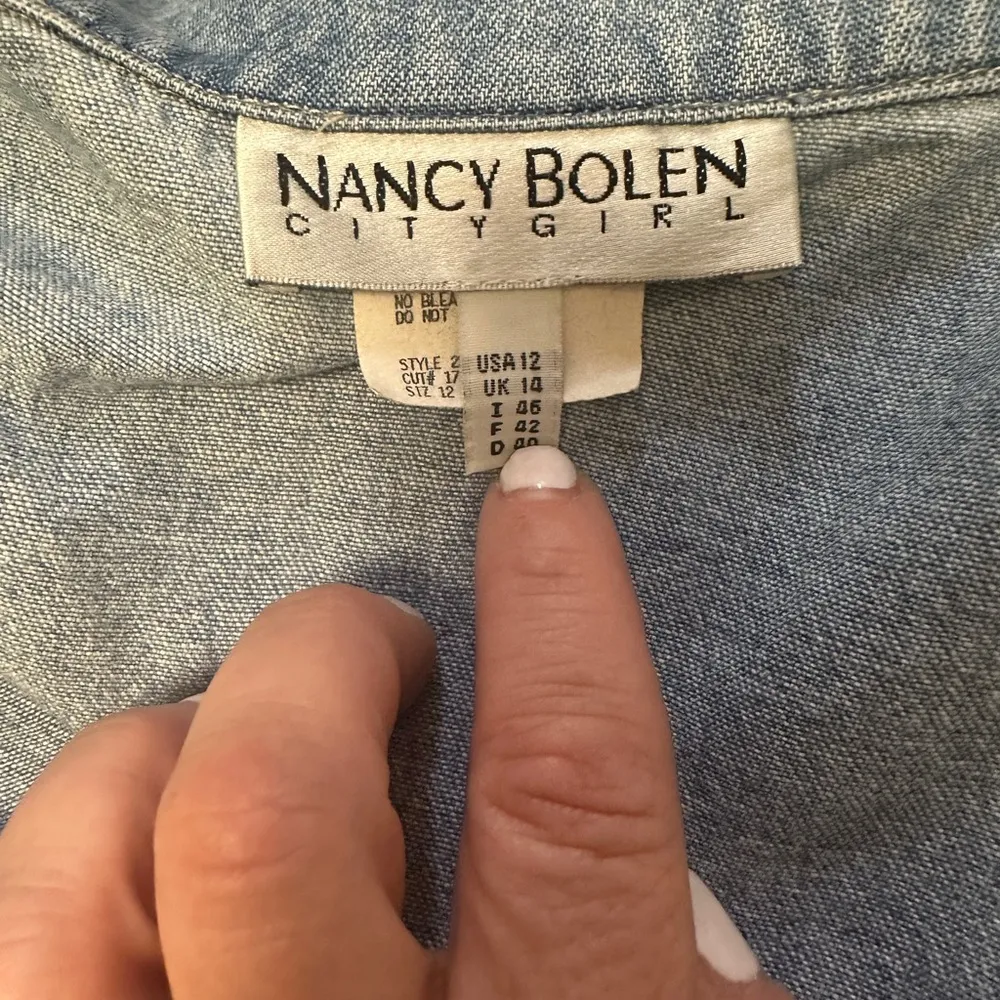 NANCY BOLEN
CITYGIRL
NO BLEA
DO NOT
STYLE 2
CUT# 17
SIZ 12
USA 12
UK 14
I 46
F 42
D